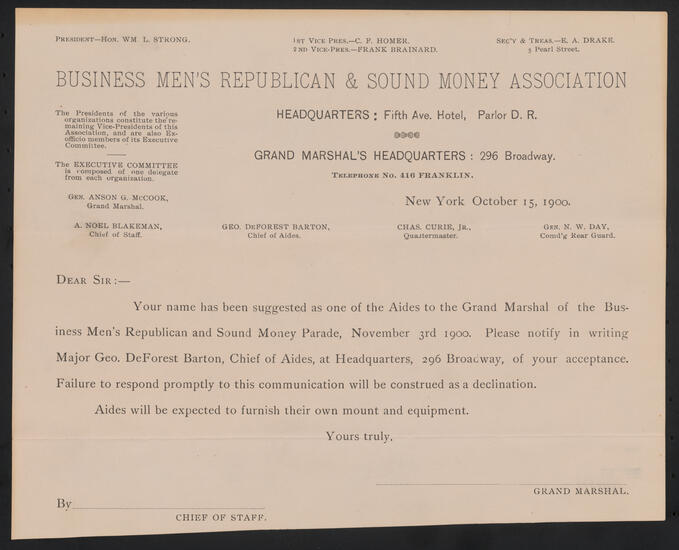 President—Hon. WM. L. STRONG.
1st Vice Pres.—C. F. HOMER.
2nd Vice-Pres.—FRANK BRAINARD.
Sec'y & Treas.—E. A. DRAKE.
5 Pearl Street.
BUSINESS MEN'S REPUBLICAN & SOUND MONEY ASSOCIATION
The Presidents of the various
organizations constitute the re-
maining Vice-Presidents of this
Association, and are also Ex-
officio members of its Executive
Committee.
The EXECUTIVE COMMITTEE
is composed of one delegate
from each organization.
HEADQUARTERS: Fifth Ave. Hotel, Parlor D. R.
GRAND MARSHAL'S HEADQUARTERS: 296 Broadway.
Telephone No. 416 FRANKLIN.
New York October 15, 1900.
Gen. ANSON G. McCOOK,
Grand Marshal.
A. NOEL BLAKEMAN,
Chief of Staff.
GEO. DeFOREST BARTON,
Chief of Aides.
CHAS. CURIE, Jr.,
Quartermaster.
Gen. N. W. DAY,
Comd'g Rear Guard.
Dear Sir:—
Your name has been suggested as one of the Aides to the Grand Marshal of the Bus-
iness Men's Republican and Sound Money Parade, November 3rd 1900. Please notify in writing
Major Geo. DeForest Barton, Chief of Aides, at Headquarters, 296 Broadway, of your acceptance.
Failure to respond promptly to this communication will be construed as a declination.
Aides will be expected to furnish their own mount and equipment.
Yours truly,
GRAND MARSHAL.
By
CHIEF OF STAFF.